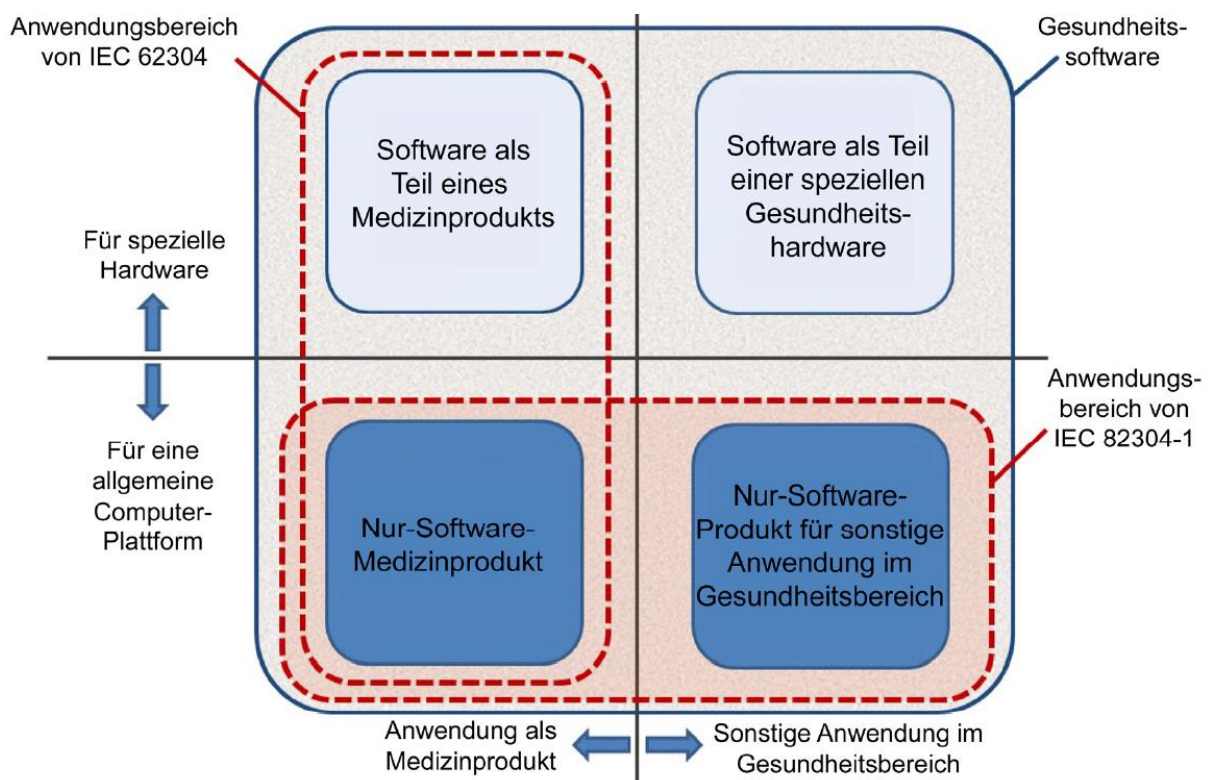 Anwendungsbereich
von IEC 62304
Gesundheits-
software
Software als
Teil eines
Medizinprodukts
Software als Teil
einer speziellen
Gesundheits-
hardware
Für spezielle
Hardware
Für eine
allgemeine
Computer-
Plattform
Anwendungs-
bereich von
IEC 82304-1
Nur-Software-
Medizinprodukt
Nur-Software-
Produkt für sonstige
Anwendung im
Gesundheitsbereich
Anwendung als
Medizinprodukt
Sonstige Anwendung im
Gesundheitsbereich